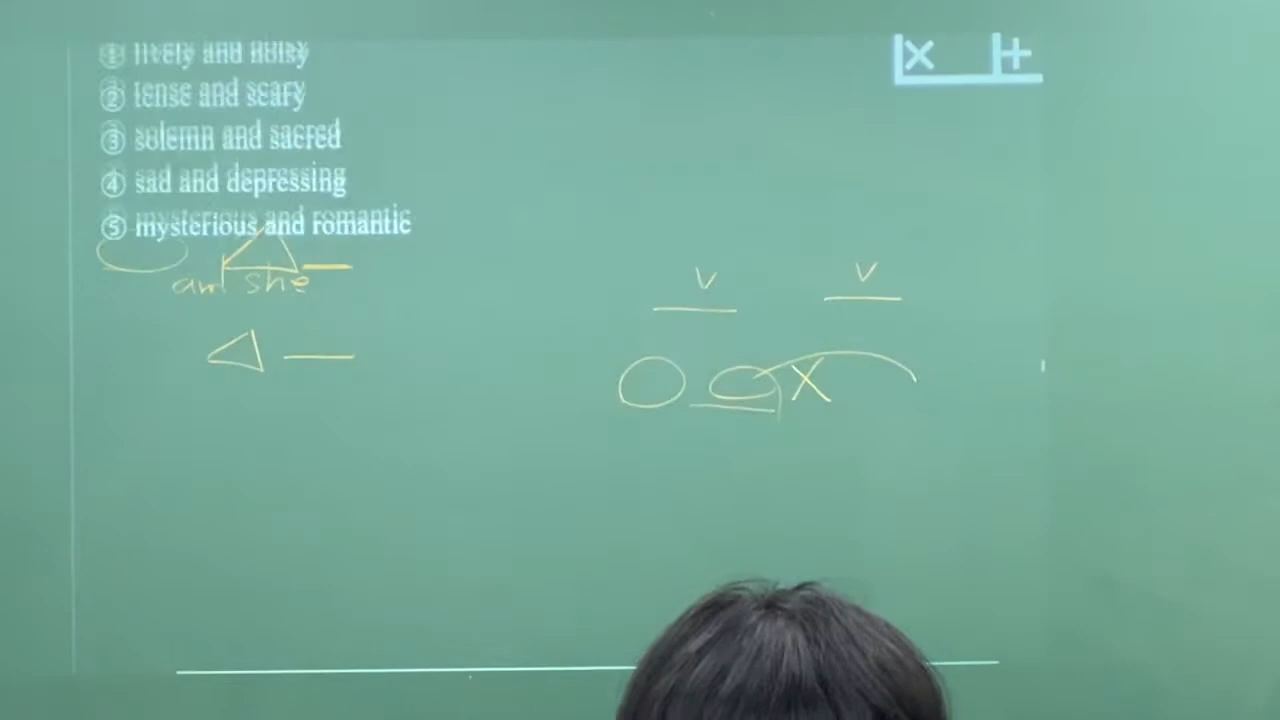 ① lively and noisy
② tense and scary
③ solemn and sacred
④ sad and depressing
⑤ mysterious and romantic
and she
V V
X